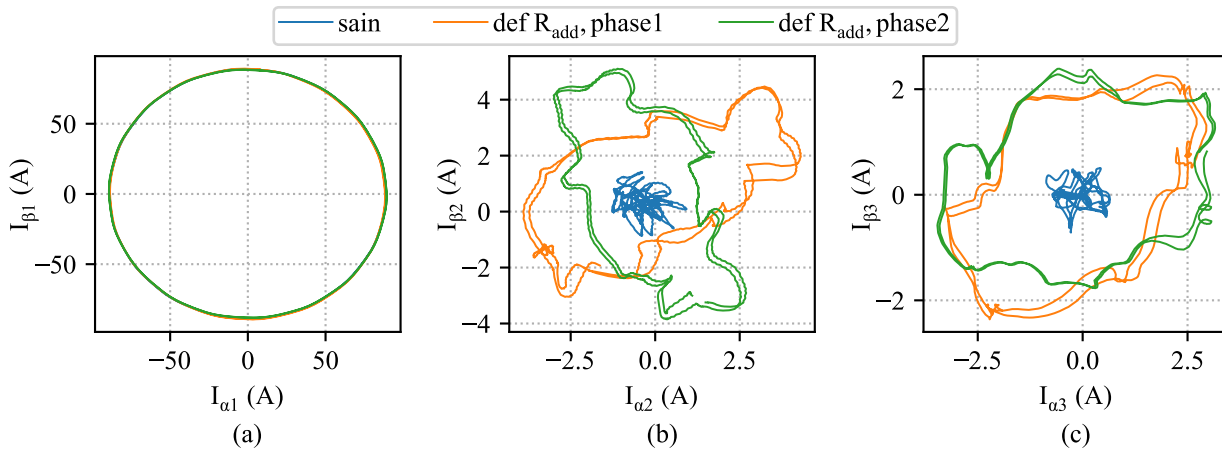 sain def R_add, phase1 def R_add, phase2
50
0
−50
−50 0 50
I_β1 (A)
I_α1 (A)
(a)
4
2
0
−2
−4
−2.5 0.0 2.5
I_β2 (A)
I_α2 (A)
(b)
2
0
−2
−2.5 0.0 2.5
I_β3 (A)
I_α3 (A)
(c)